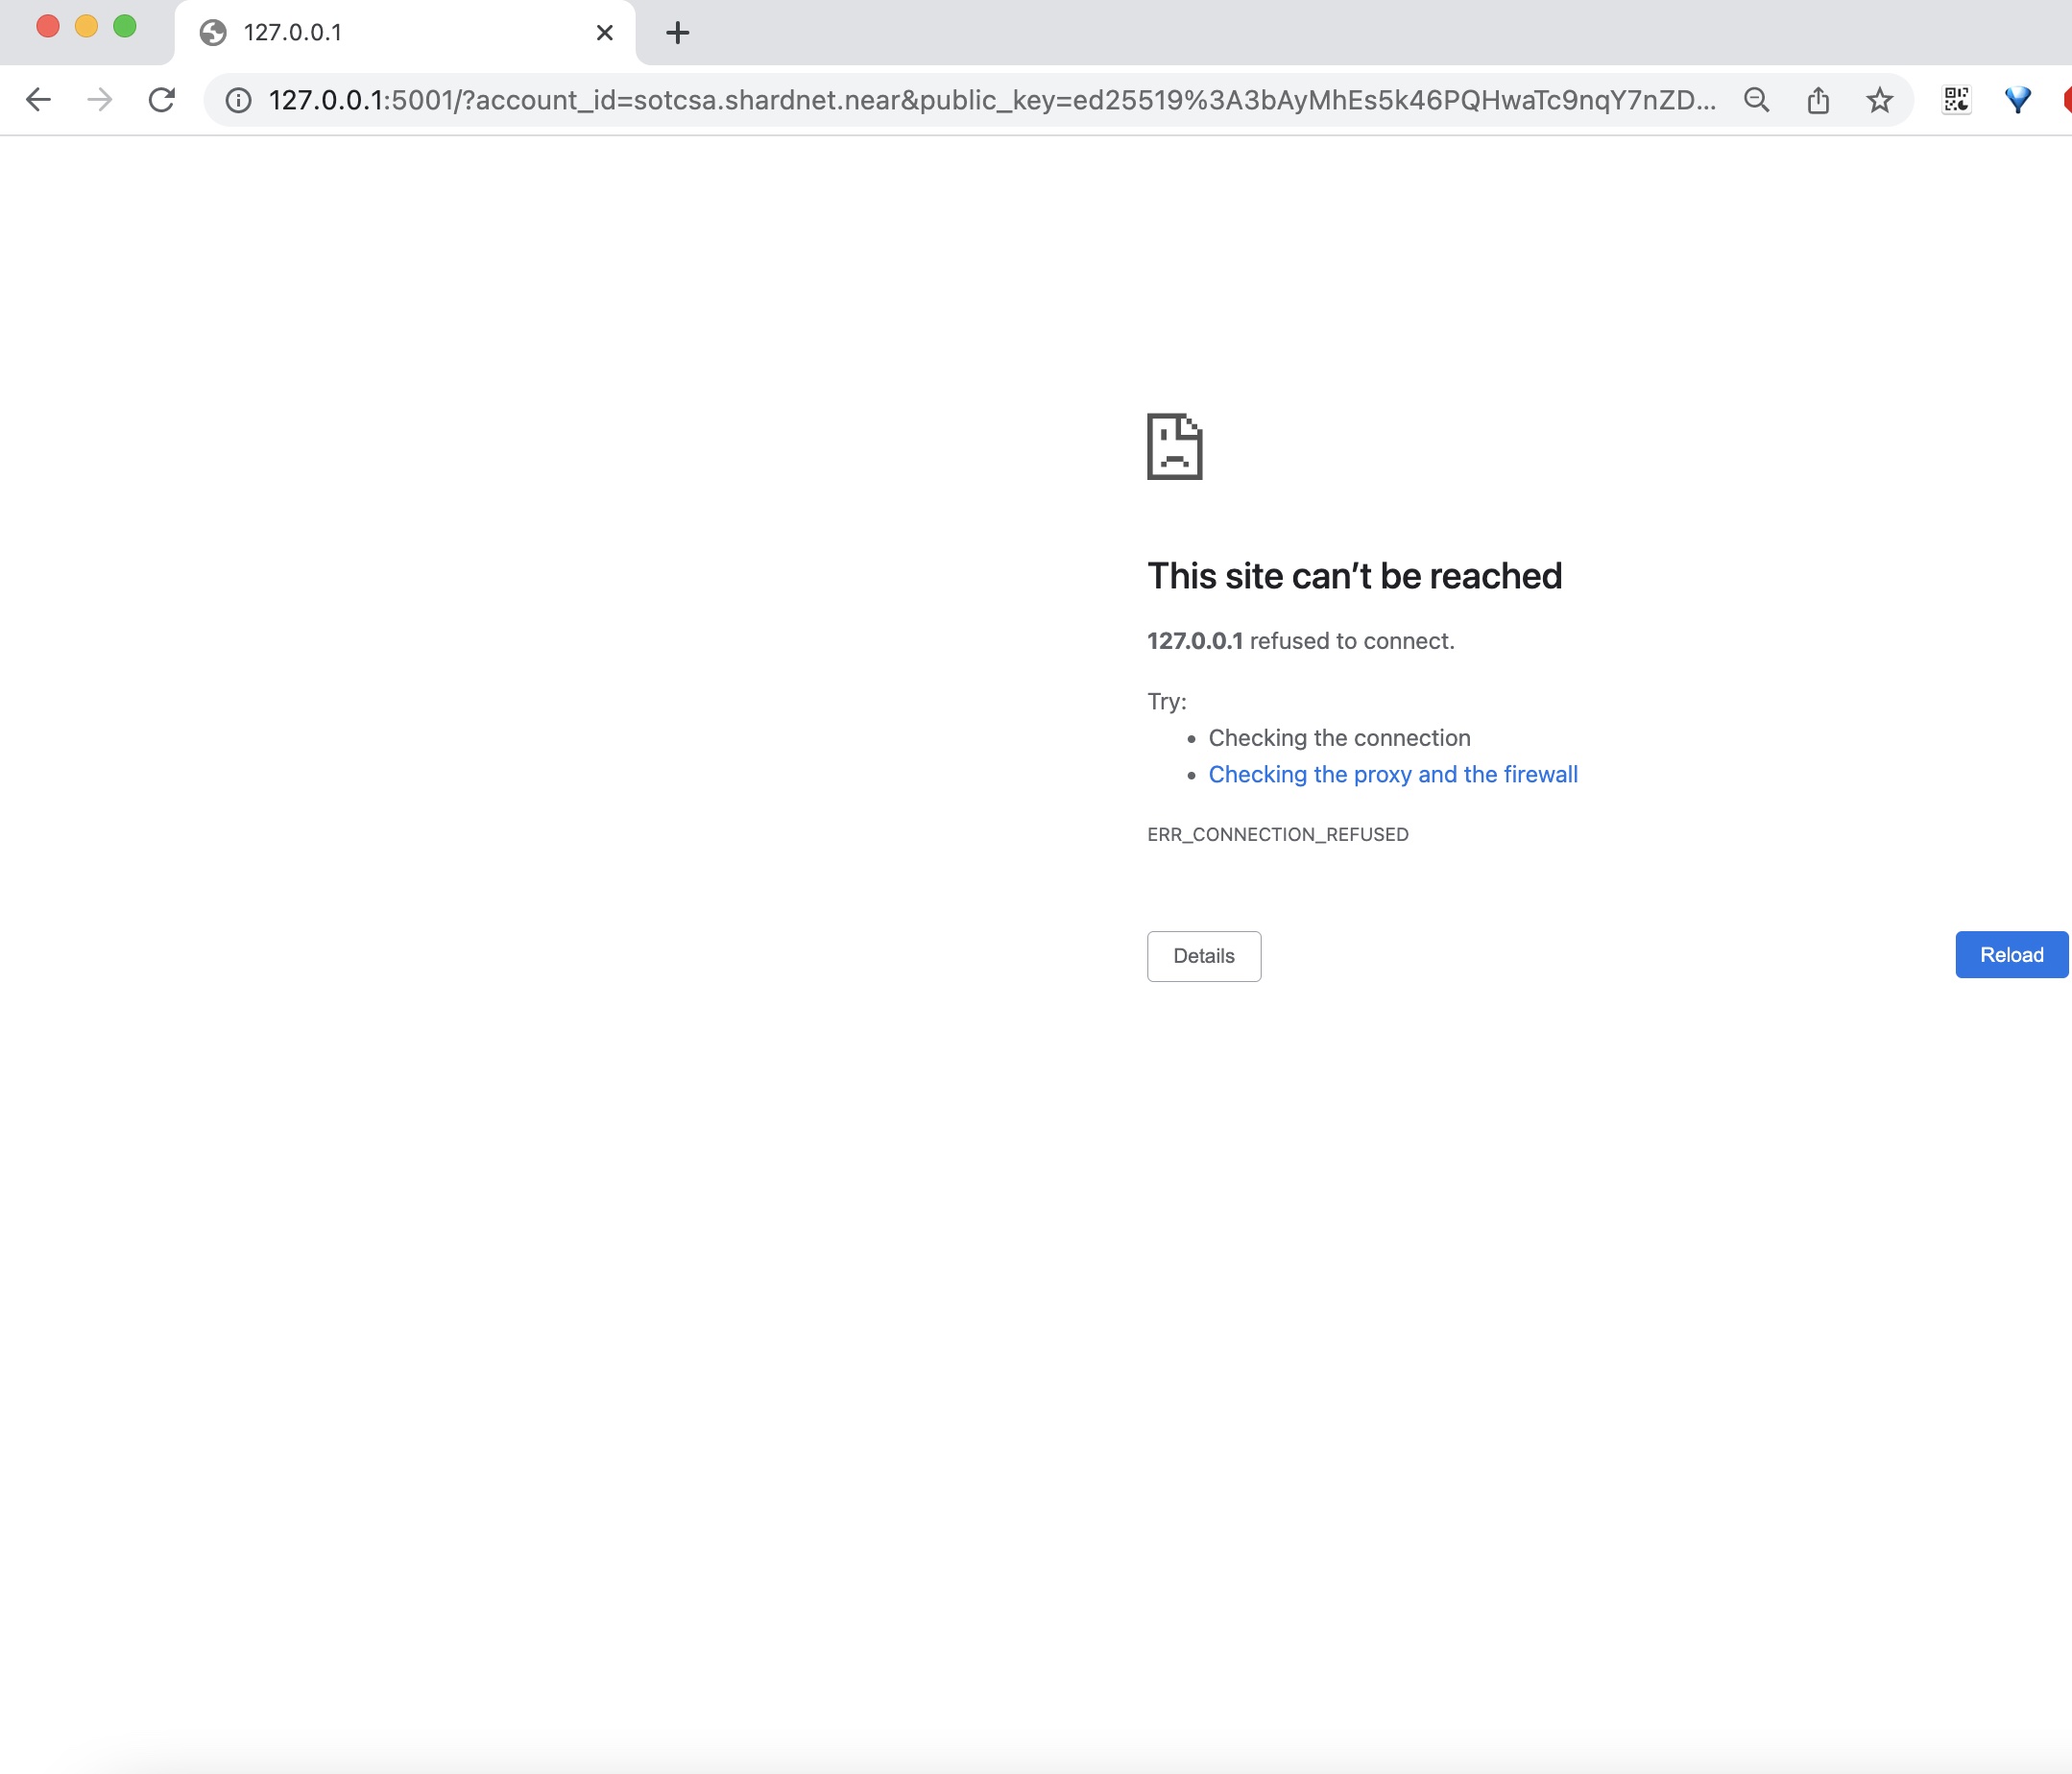 127.0.0.1
127.0.0.1:5001/?account_id=sotcsa.shardnet.near&public_key=ed25519%3A3bAyMhEs5k46PQHwaTc9nqY7nZD...
This site can’t be reached
127.0.0.1 refused to connect.
Try:
Checking the connection
Checking the proxy and the firewall
ERR_CONNECTION_REFUSED
Details
Reload